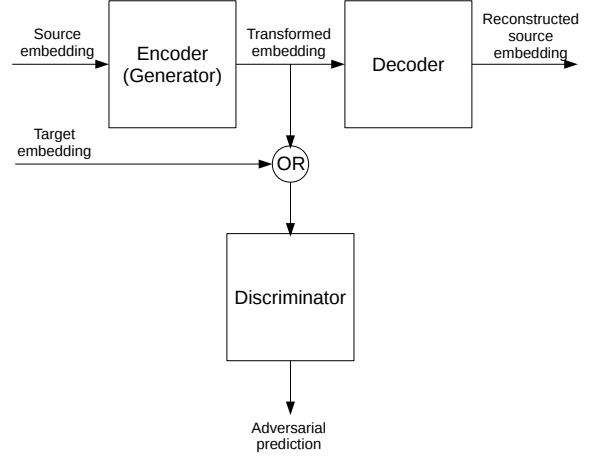 Source
embedding
Encoder
(Generator)
Transformed
embedding
Decoder
Reconstructed
source
embedding
Target
embedding
OR
Discriminator
Adversarial
prediction